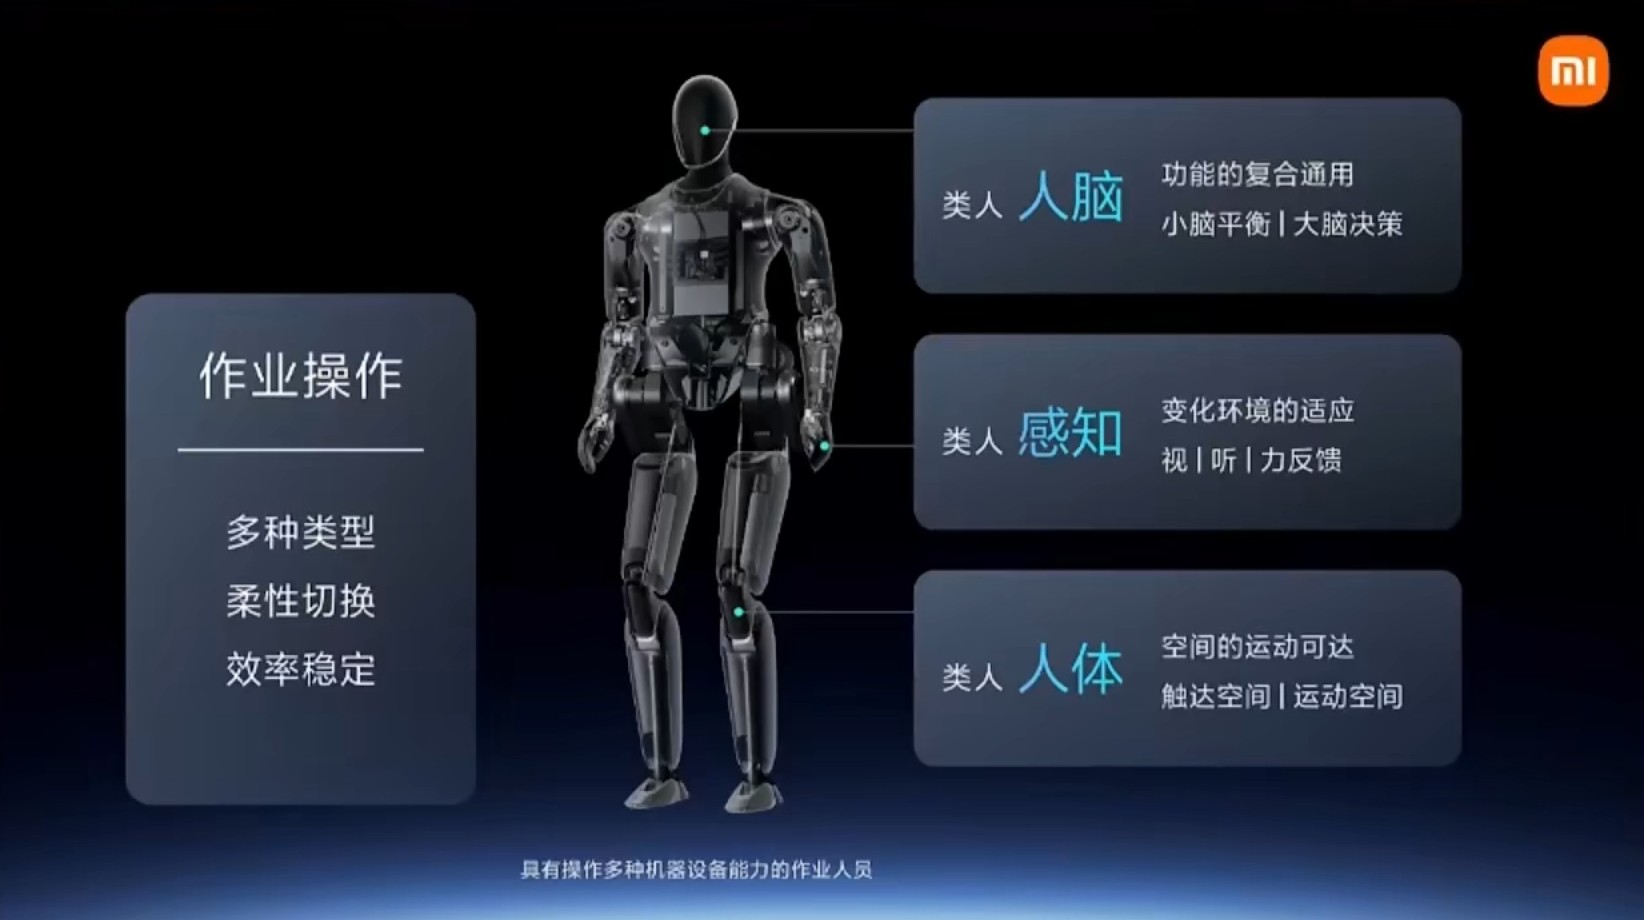 mi
作业操作
多种类型
柔性切换
效率稳定
类人 人脑
功能的复合通用
小脑平衡 | 大脑决策
类人 感知
变化环境的适应
视 | 听 | 力反馈
类人 人体
空间的运动可达
触达空间 | 运动空间
具有操作多种机器设备能力的作业人员